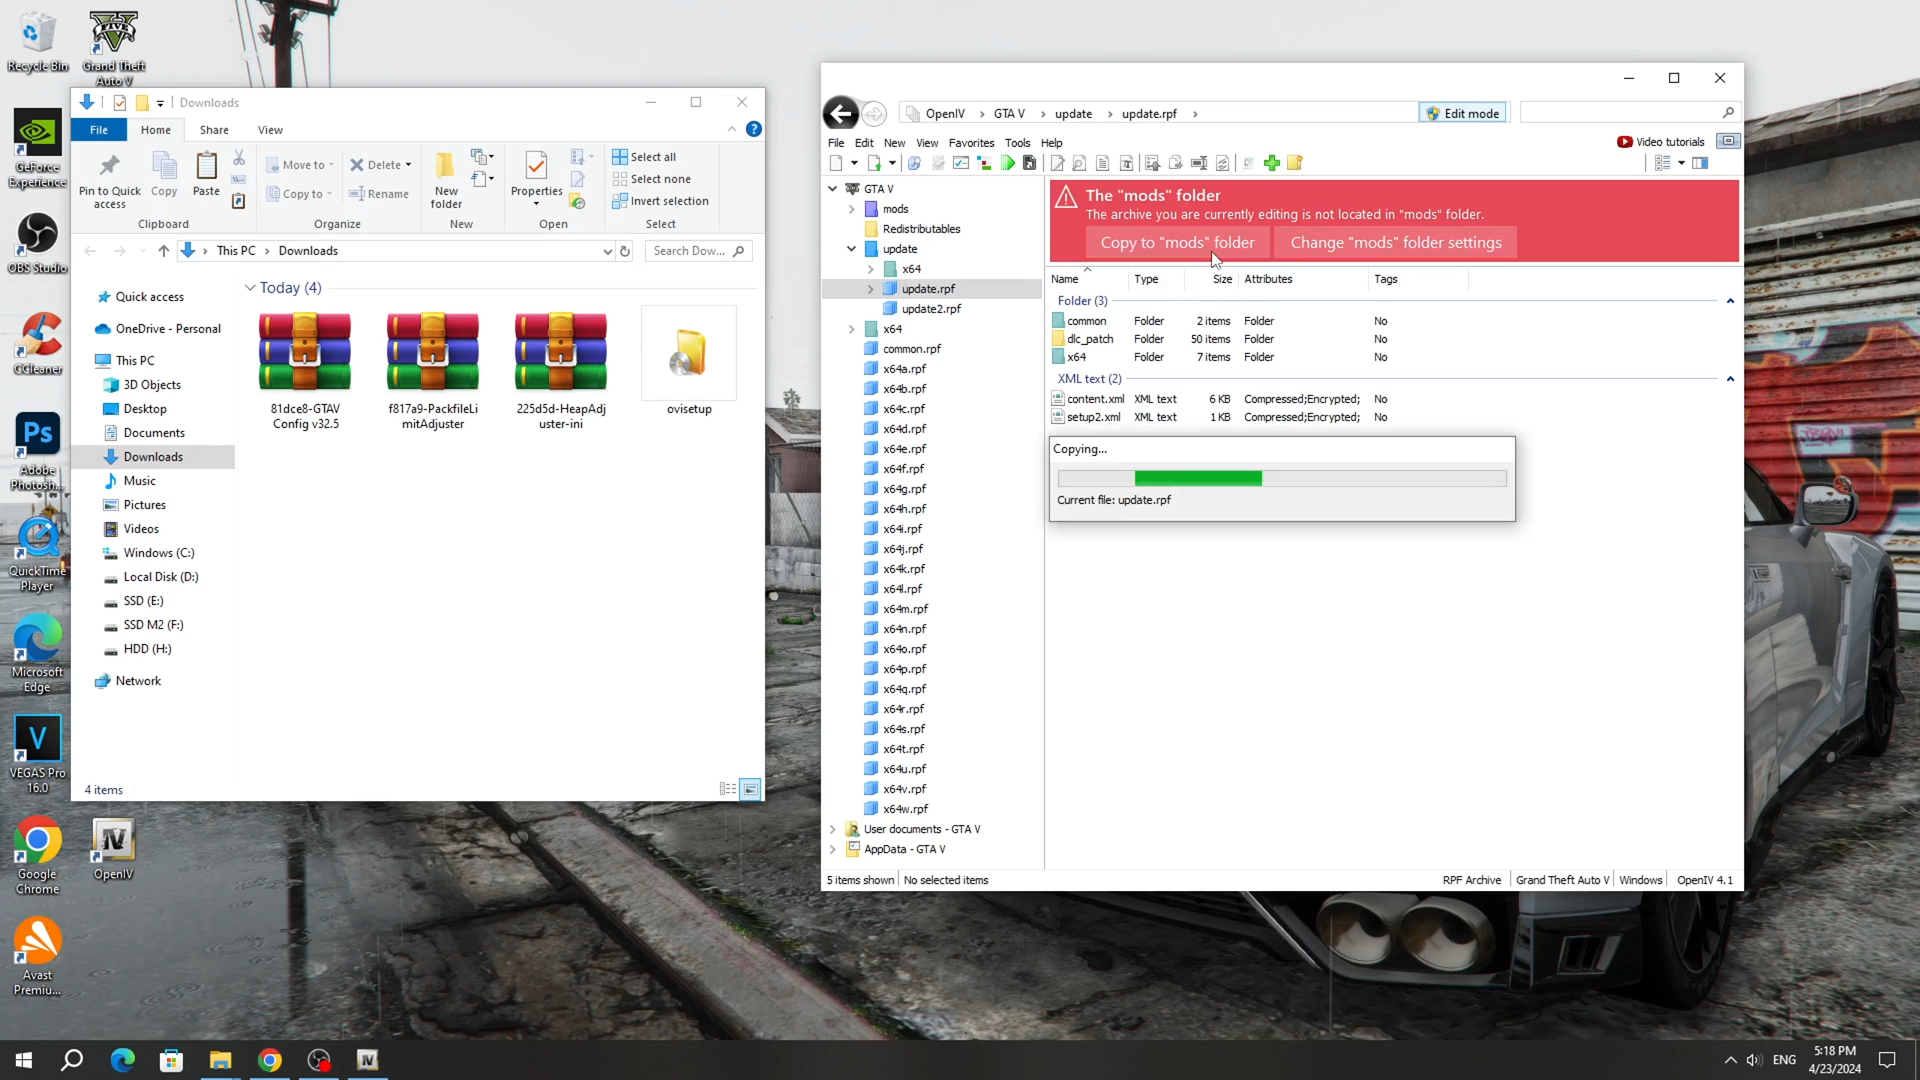 Recycle Bin
Grand Theft
Auto V
GeForce
Experience
OBS Studio
CCleaner
Ps
Adobe
Photosh...
QuickTime
Player
Microsoft
Edge
V
VEGAS Pro
16.0
Google
Chrome
IV
OpenIV
Avast
Premiu...
Downloads
File
Home
Share
View
Pin to Quick
access
Copy
Paste
Clipboard
Move to
Copy to
Delete
Rename
Organize
New
folder
New
Properties
Open
Select all
Select none
Invert selection
Select
This PC
Downloads
Search Dow...
Quick access
OneDrive - Personal
This PC
3D Objects
Desktop
Documents
Downloads
Music
Pictures
Videos
Windows (C:)
Local Disk (D:)
SSD (E:)
SSD M2 (F:)
HDD (H:)
Network
Today (4)
81dce8-GTAV
Config v32.5
f817a9-PackfileLi
mitAdjuster
225d5d-HeapAdj
uster-ini
ovisetup
4 items
OpenIV
GTA V
update
update.rpf
Edit mode
File
Edit
New
View
Favorites
Tools
Help
Video tutorials
GTA V
mods
Redistributables
update
x64
update.rpf
update2.rpf
x64
common.rpf
x64a.rpf
x64b.rpf
x64c.rpf
x64d.rpf
x64e.rpf
x64f.rpf
x64g.rpf
x64h.rpf
x64i.rpf
x64j.rpf
x64k.rpf
x64l.rpf
x64m.rpf
x64n.rpf
x64o.rpf
x64p.rpf
x64q.rpf
x64r.rpf
x64s.rpf
x64t.rpf
x64u.rpf
x64v.rpf
x64w.rpf
User documents - GTA V
AppData - GTA V
The "mods" folder
The archive you are currently editing is not located in "mods" folder.
Copy to "mods" folder
Change "mods" folder settings
Name Type Size Attributes Tags
Folder (3)
common Folder 2 items Folder No
dlc_patch Folder 50 items Folder No
x64 Folder 7 items Folder No
XML text (2)
content.xml XML text 6 KB Compressed;Encrypted; No
setup2.xml XML text 1 KB Compressed;Encrypted; No
Copying...
Current file: update.rpf
5 items shown
No selected items
RPF Archive
Grand Theft Auto V
Windows
OpenIV 4.1
ENG
5:18 PM
4/23/2024